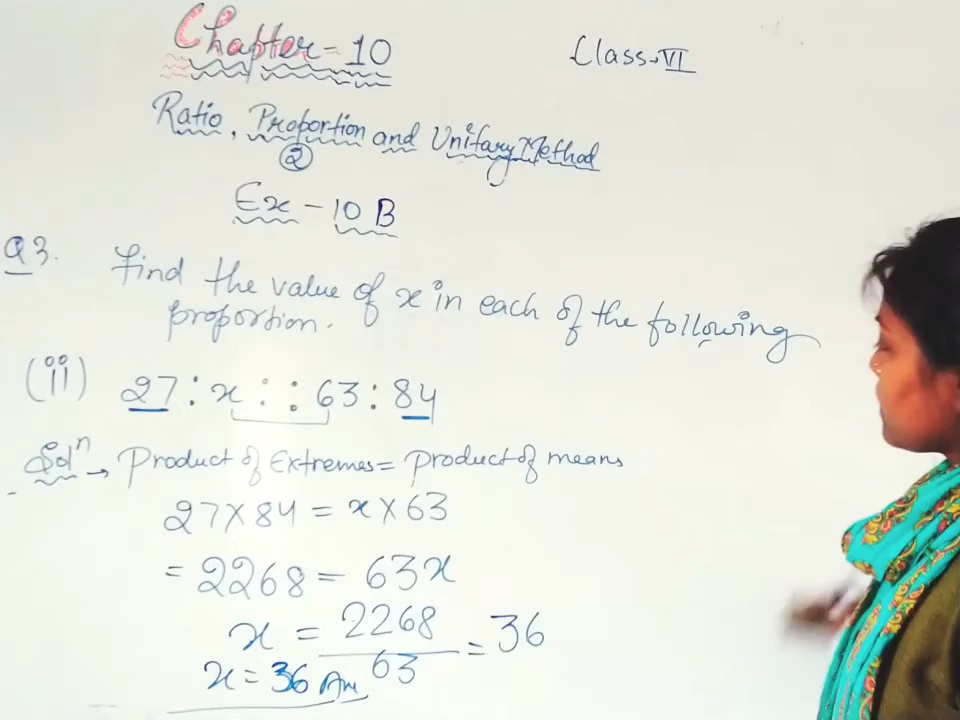 Chapter-10
Class-VI
Ratio, Proportion and Unitary Method
②
Ex-10 B
Q3. Find the value of x in each of the following
proportion.
(ii) 27 : x :: 63 : 84
Solⁿ → Product of Extremes = product of means
27 × 84 = x × 63
= 2268 = 63x
x = 2268/63 = 36
x = 36 Ans